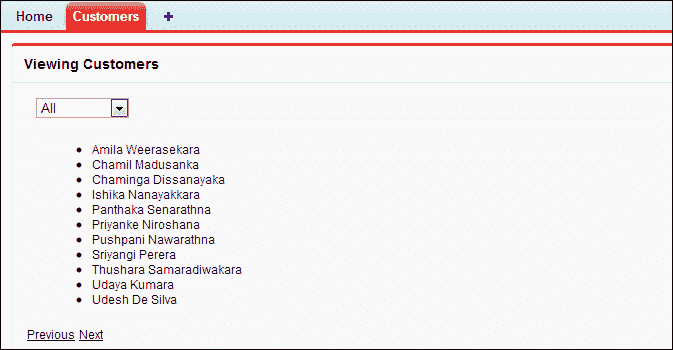 Home Customers +
Viewing Customers
All
• Amila Weerasekara
• Chamil Madusanka
• Chaminga Dissanayaka
• Ishika Nanayakkara
• Panthaka Senarathna
• Priyanke Niroshana
• Pushpani Nawarathna
• Sriyangi Perera
• Thushara Samaradiwakara
• Udaya Kumara
• Udesh De Silva
Previous Next